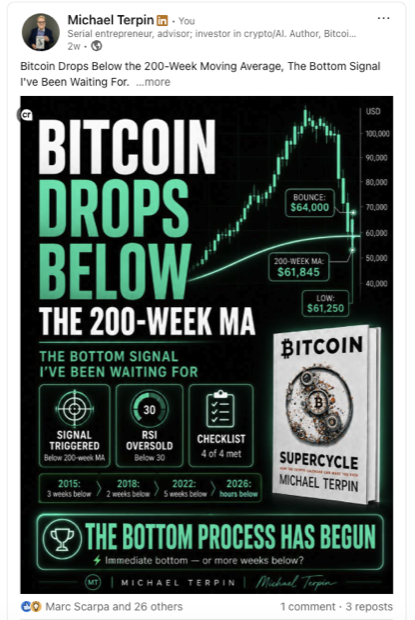 Michael Terpin in · You
Serial entrepreneur, advisor; investor in crypto/AI. Author, Bitcoi...
2w ·
Bitcoin Drops Below the 200-Week Moving Average, The Bottom Signal
I've Been Waiting For. ...more
cr
BITCOIN
DROPS
BELOW
THE 200-WEEK MA
THE BOTTOM SIGNAL
I'VE BEEN WAITING FOR
USD
100,000
90,000
80,000
70,000
60,000
50,000
40,000
BOUNCE:
$64,000
200-WEEK MA:
$61,845
LOW:
$61,250
SIGNAL
TRIGGERED
Below 200-week MA
30
RSI
OVERSOLD
Below 30
CHECKLIST
4 of 4 met
2015:
3 weeks below
2018:
2 weeks below
2022:
5 weeks below
2026:
hours below
BITCOIN
B
SUPERCYCLE
MICHAEL TERPIN
THE BOTTOM PROCESS HAS BEGUN
Immediate bottom — or more weeks below?
MT | MICHAEL TERPIN | Michael Terpin
Marc Scarpa and 26 others
1 comment · 3 reposts